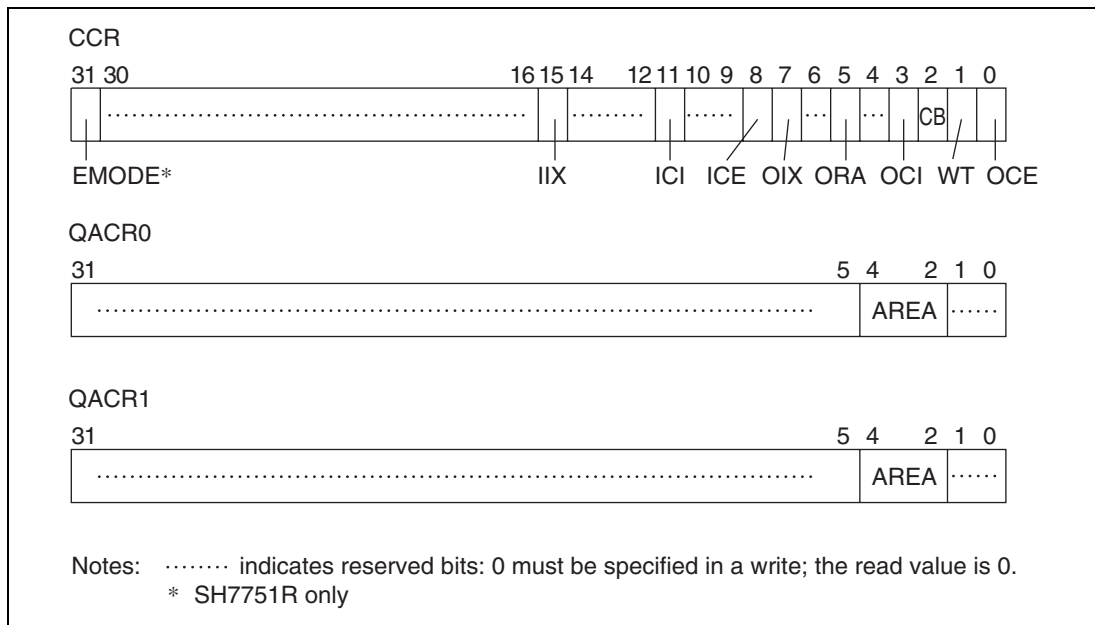 CCR
31 30 16 15 14 12 11 10 9 8 7 6 5 4 3 2 1 0
CB
EMODE* IIX ICI ICE OIX ORA OCI WT OCE
QACR0
31 5 4 2 1 0
AREA
QACR1
31 5 4 2 1 0
AREA
Notes: ········ indicates reserved bits: 0 must be specified in a write; the read value is 0.
* SH7751R only